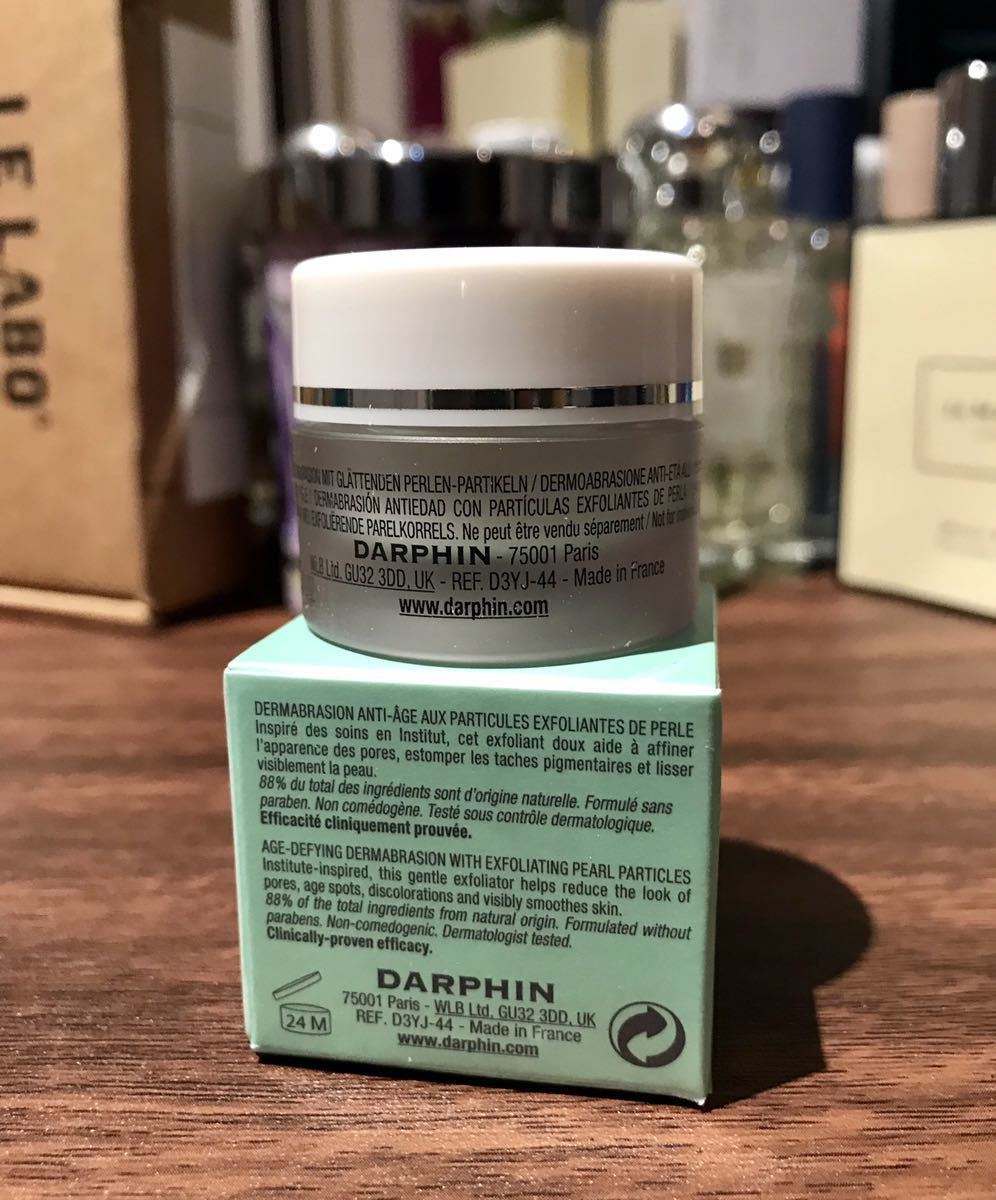 LE LABO
MIT GLÄTTENDEN PERLEN-PARTIKELN / DERMOABRASIONE ANTI-ETÀ
DERMABRASIÓN ANTIEDAD CON PARTÍCULAS EXFOLIANTES DE PERLA
EXFOLIËRENDE PARELKORRELS. Ne peut être vendu séparement / Not for
DARPHIN - 75001 Paris
WLB Ltd. GU32 3DD, UK - REF. D3YJ-44 - Made in France
www.darphin.com
DERMABRASION ANTI-ÂGE AUX PARTICULES EXFOLIANTES DE PERLE
Inspiré des soins en Institut, cet exfoliant doux aide à affiner
l'apparence des pores, estomper les taches pigmentaires et lisser
visiblement la peau.
88% du total des ingrédients sont d'origine naturelle. Formulé sans
paraben. Non comédogène. Testé sous contrôle dermatologique.
Efficacité cliniquement prouvée.
AGE-DEFYING DERMABRASION WITH EXFOLIATING PEARL PARTICLES
Institute-inspired, this gentle exfoliator helps reduce the look of
pores, age spots, discolorations and visibly smoothes skin.
88% of the total ingredients from natural origin. Formulated without
parabens. Non-comedogenic. Dermatologist tested.
Clinically-proven efficacy.
24 M
DARPHIN
75001 Paris - WLB Ltd, GU32 3DD, UK
REF. D3YJ-44 - Made in France
www.darphin.com